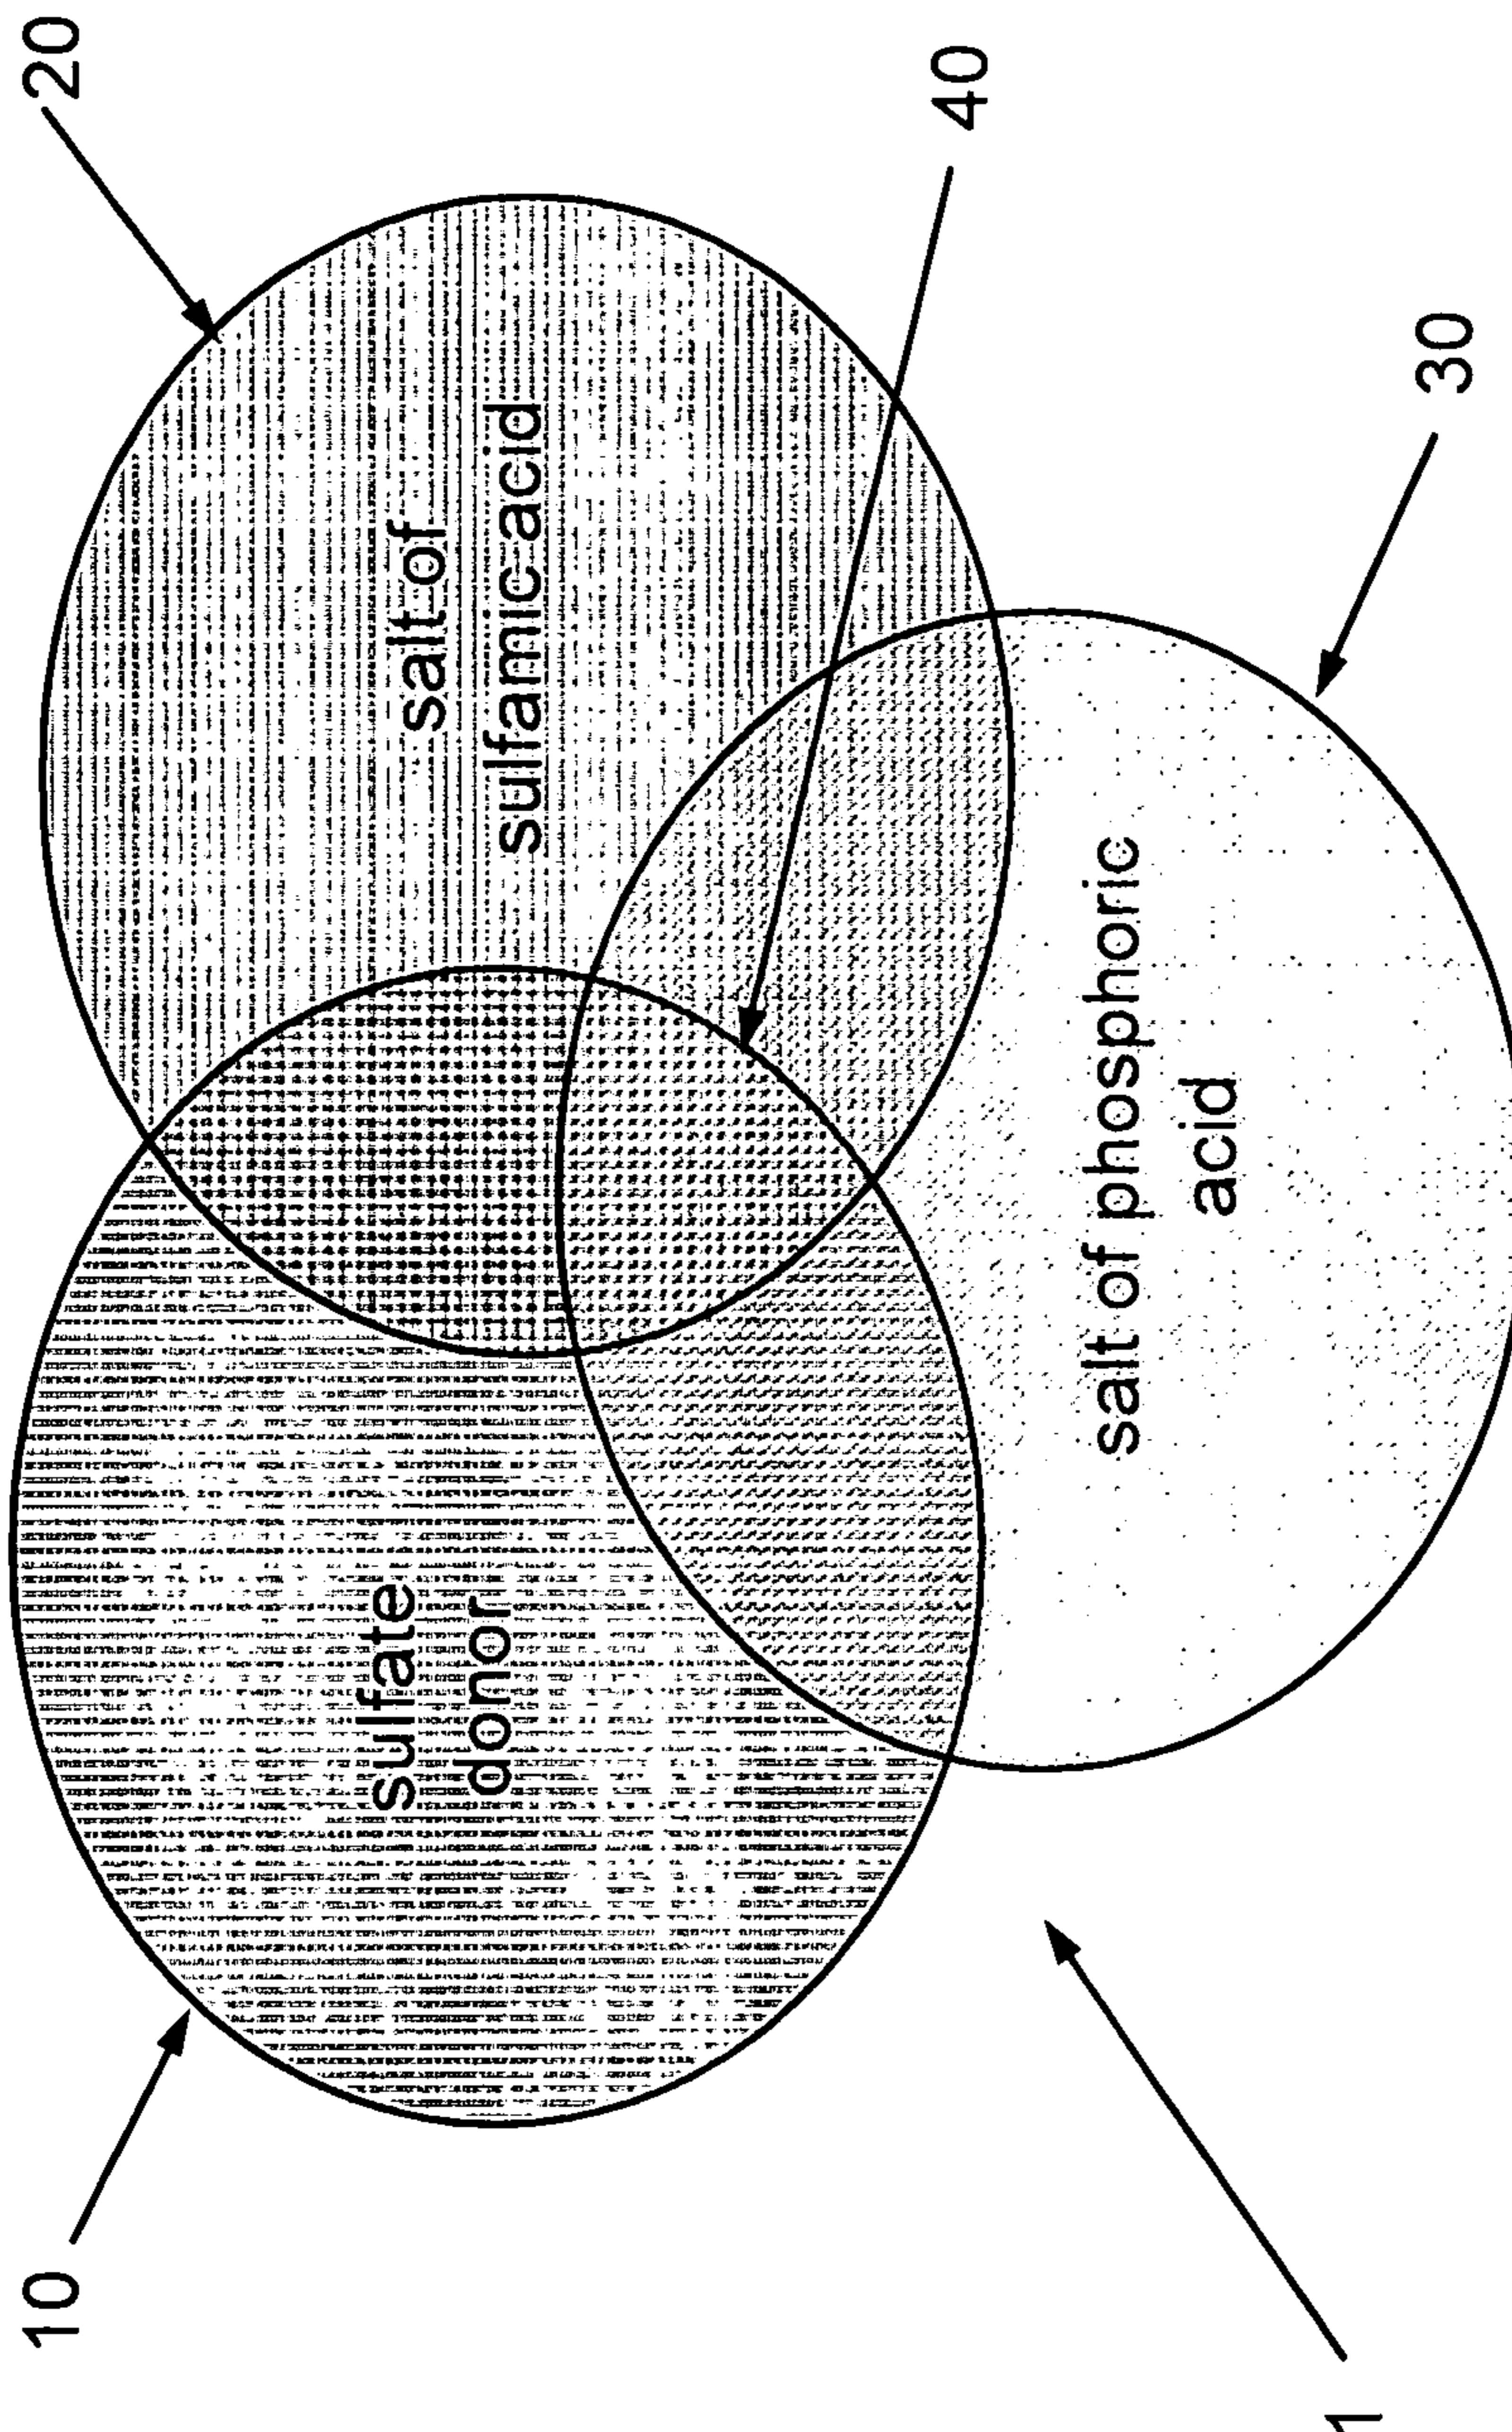 10
20
sulfate
donor
salt of
sulfamic acid
40
salt of phosphoric
acid
30
1